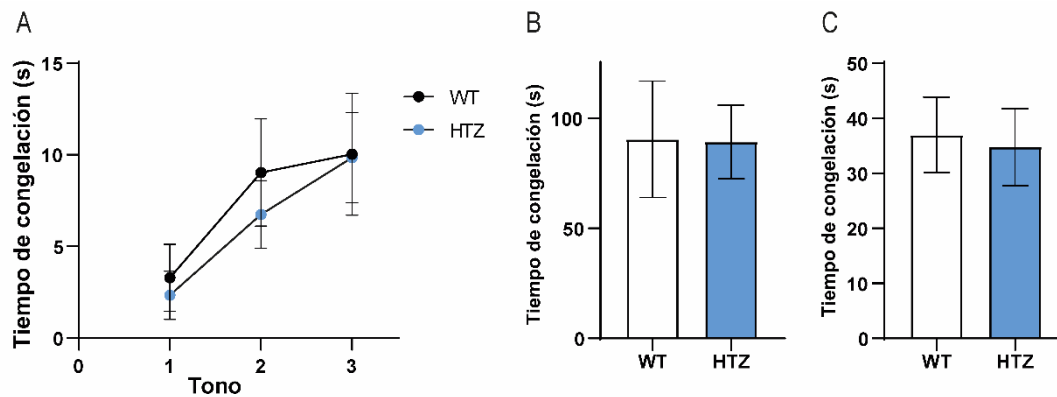 A
Tiempo de congelación (s)
15
10
5
0
0
1
2
3
Tono
WT
HTZ
B
Tiempo de congelación (s)
100
50
0
WT
HTZ
C
Tiempo de congelación (s)
50
40
30
20
10
0
WT
HTZ